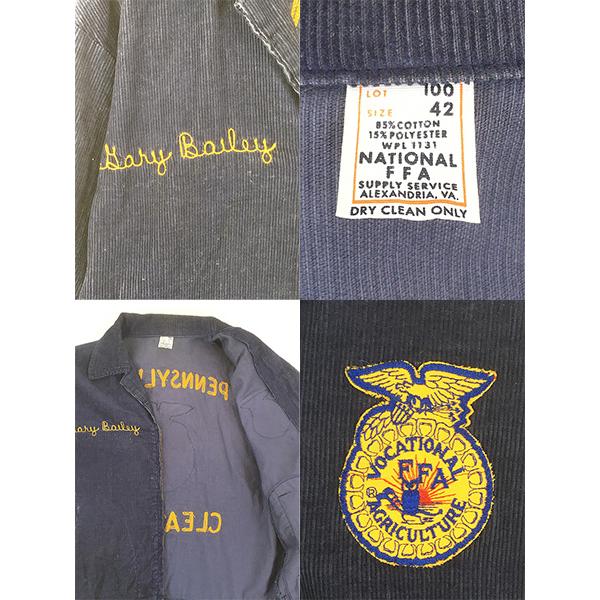 Gary Bailey
LOT 100
SIZE 42
85% COTTON
15% POLYESTER
WPL 1131
NATIONAL
FFA
SUPPLY SERVICE
ALEXANDRIA, VA.
DRY CLEAN ONLY
PENNSYL
Gary Bailey
CLEA
VOCATIONAL
FFA
AGRICULTURE
®